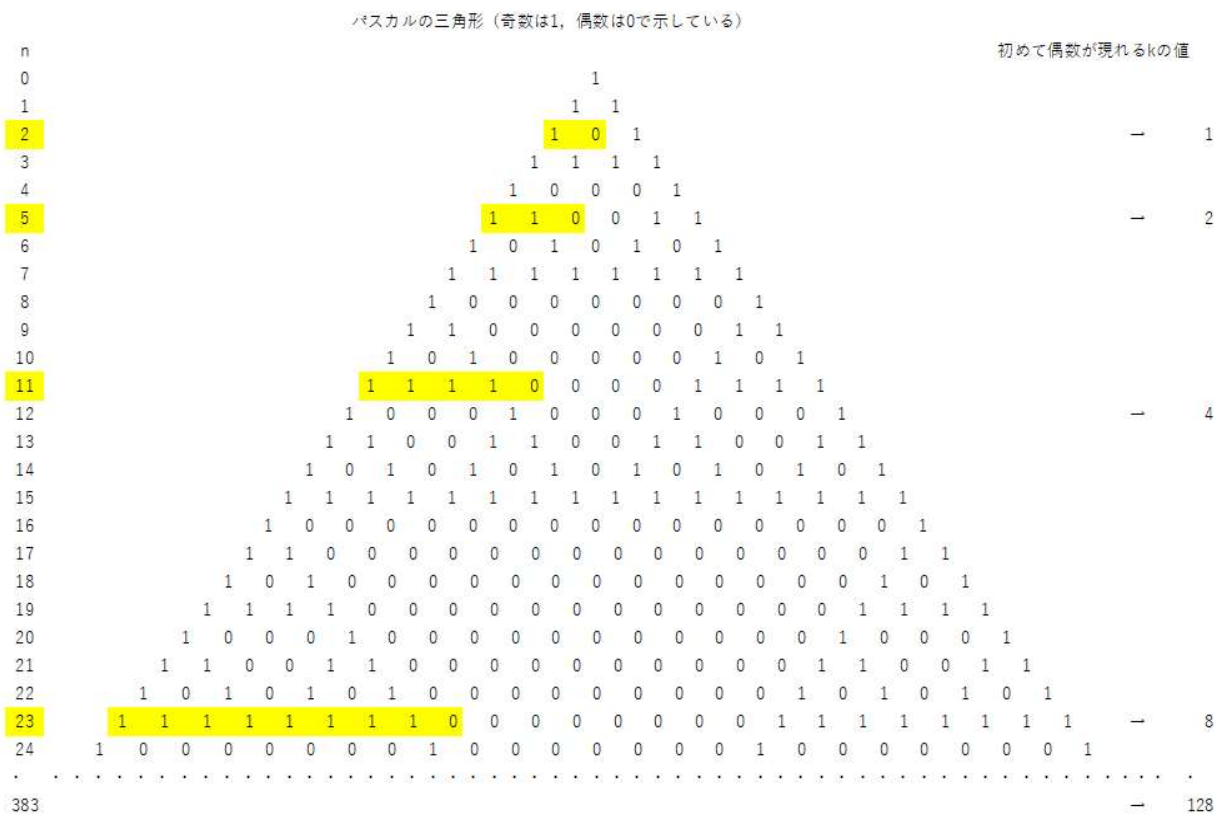 パスカルの三角形（奇数は1，偶数は0で示している）
n 初めて偶数が現れるkの値
0 1
1 1 1
2 1 0 1 → 1
3 1 1 1 1
4 1 0 0 0 1
5 1 1 0 0 1 1 → 2
6 1 0 1 0 1 0 1
7 1 1 1 1 1 1 1 1
8 1 0 0 0 0 0 0 0 1
9 1 1 0 0 0 0 0 0 1 1
10 1 0 1 0 0 0 0 0 1 0 1
11 1 1 1 1 0 0 0 0 1 1 1 1
12 1 0 0 0 1 0 0 0 1 0 0 0 1 → 4
13 1 1 0 0 1 1 0 0 1 1 0 0 1 1
14 1 0 1 0 1 0 1 0 1 0 1 0 1 0 1
15 1 1 1 1 1 1 1 1 1 1 1 1 1 1 1 1
16 1 0 0 0 0 0 0 0 0 0 0 0 0 0 0 0 1
17 1 1 0 0 0 0 0 0 0 0 0 0 0 0 0 0 1 1
18 1 0 1 0 0 0 0 0 0 0 0 0 0 0 0 0 1 0 1
19 1 1 1 1 0 0 0 0 0 0 0 0 0 0 0 0 1 1 1 1
20 1 0 0 0 1 0 0 0 0 0 0 0 0 0 0 0 1 0 0 0 1
21 1 1 0 0 1 1 0 0 0 0 0 0 0 0 0 0 1 1 0 0 1 1
22 1 0 1 0 1 0 1 0 0 0 0 0 0 0 0 0 1 0 1 0 1 0 1
23 1 1 1 1 1 1 1 1 0 0 0 0 0 0 0 0 1 1 1 1 1 1 1 1 → 8
24 1 0 0 0 0 0 0 0 1 0 0 0 0 0 0 0 1 0 0 0 0 0 0 0 1
. . . . . . . . . . . . . . . . . . . . . . . . . . . . . . . . . .
383 → 128